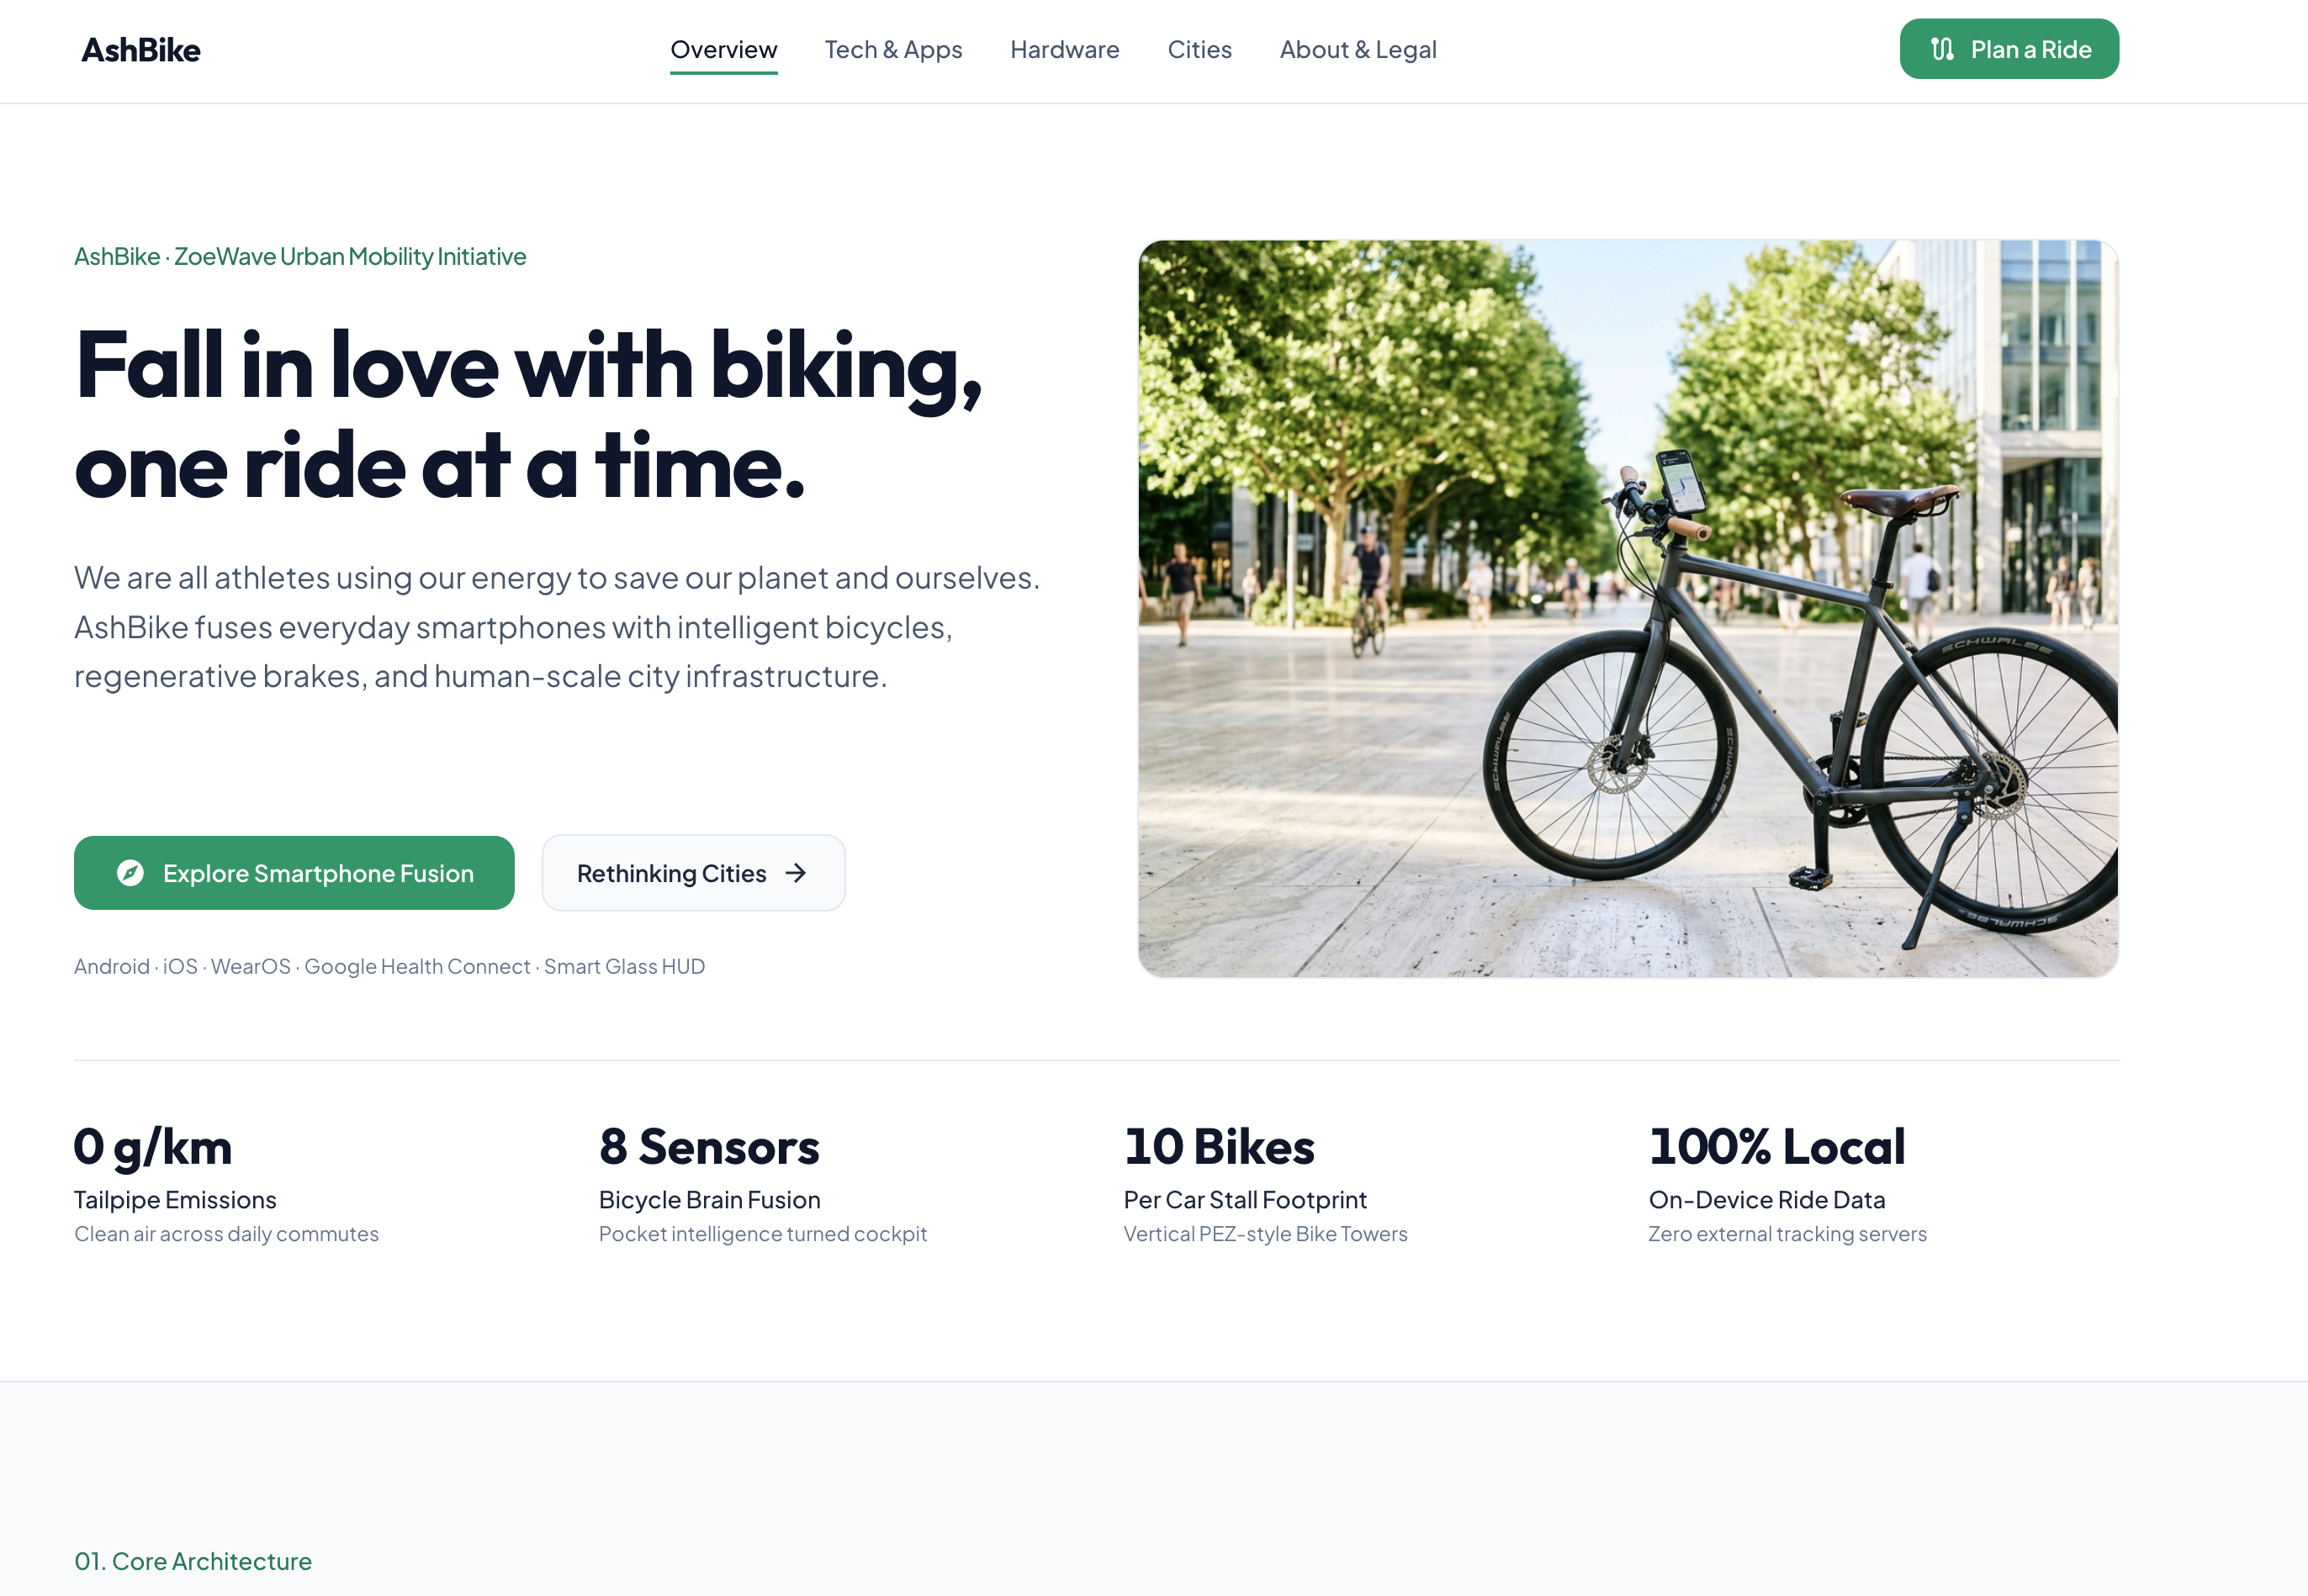 AshBike
Overview
Tech & Apps
Hardware
Cities
About & Legal
Plan a Ride
AshBike · ZoeWave Urban Mobility Initiative
Fall in love with biking,
one ride at a time.
We are all athletes using our energy to save our planet and ourselves.
AshBike fuses everyday smartphones with intelligent bicycles,
regenerative brakes, and human-scale city infrastructure.
Explore Smartphone Fusion
Rethinking Cities
Android · iOS · WearOS · Google Health Connect · Smart Glass HUD
SCHWALBE
SCHWALBE
SCHWALBE
SCHWALBE
0 g/km
Tailpipe Emissions
Clean air across daily commutes
8 Sensors
Bicycle Brain Fusion
Pocket intelligence turned cockpit
10 Bikes
Per Car Stall Footprint
Vertical PEZ-style Bike Towers
100% Local
On-Device Ride Data
Zero external tracking servers
01. Core Architecture